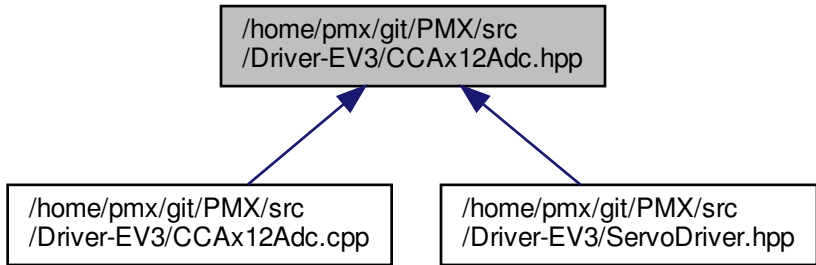 /home/pmx/git/PMX/src
/Driver-EV3/CCAx12Adc.hpp
/home/pmx/git/PMX/src
/Driver-EV3/CCAx12Adc.cpp
/home/pmx/git/PMX/src
/Driver-EV3/ServoDriver.hpp